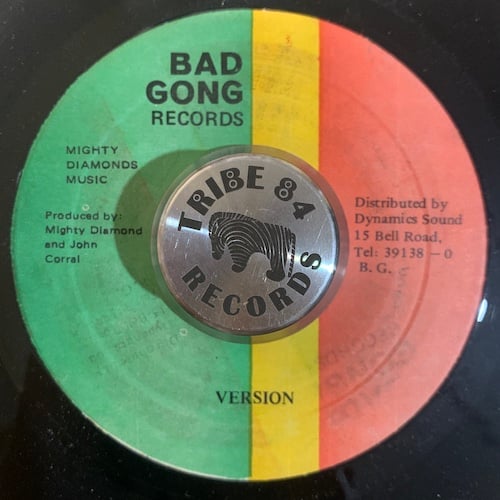 BAD
GONG
RECORDS
MIGHTY
DIAMONDS
MUSIC
Produced by:
Mighty Diamond
and John
Corral
TRIBE 84
RECORDS
Distributed by
Dynamics Sound
15 Bell Road,
Tel: 39138 – 0
B. G.
VERSION